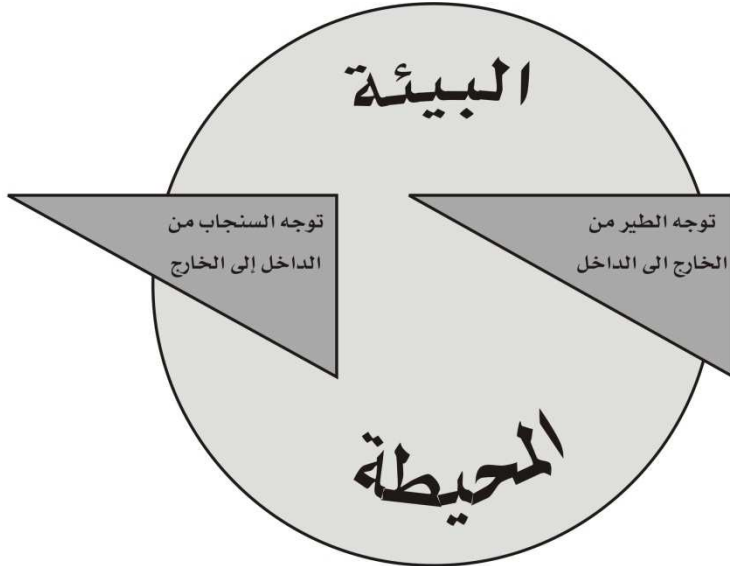 البيئة
توجه الطير من
الخارج الى الداخل
توجه السنجاب من
الداخل إلى الخارج
المحيطة